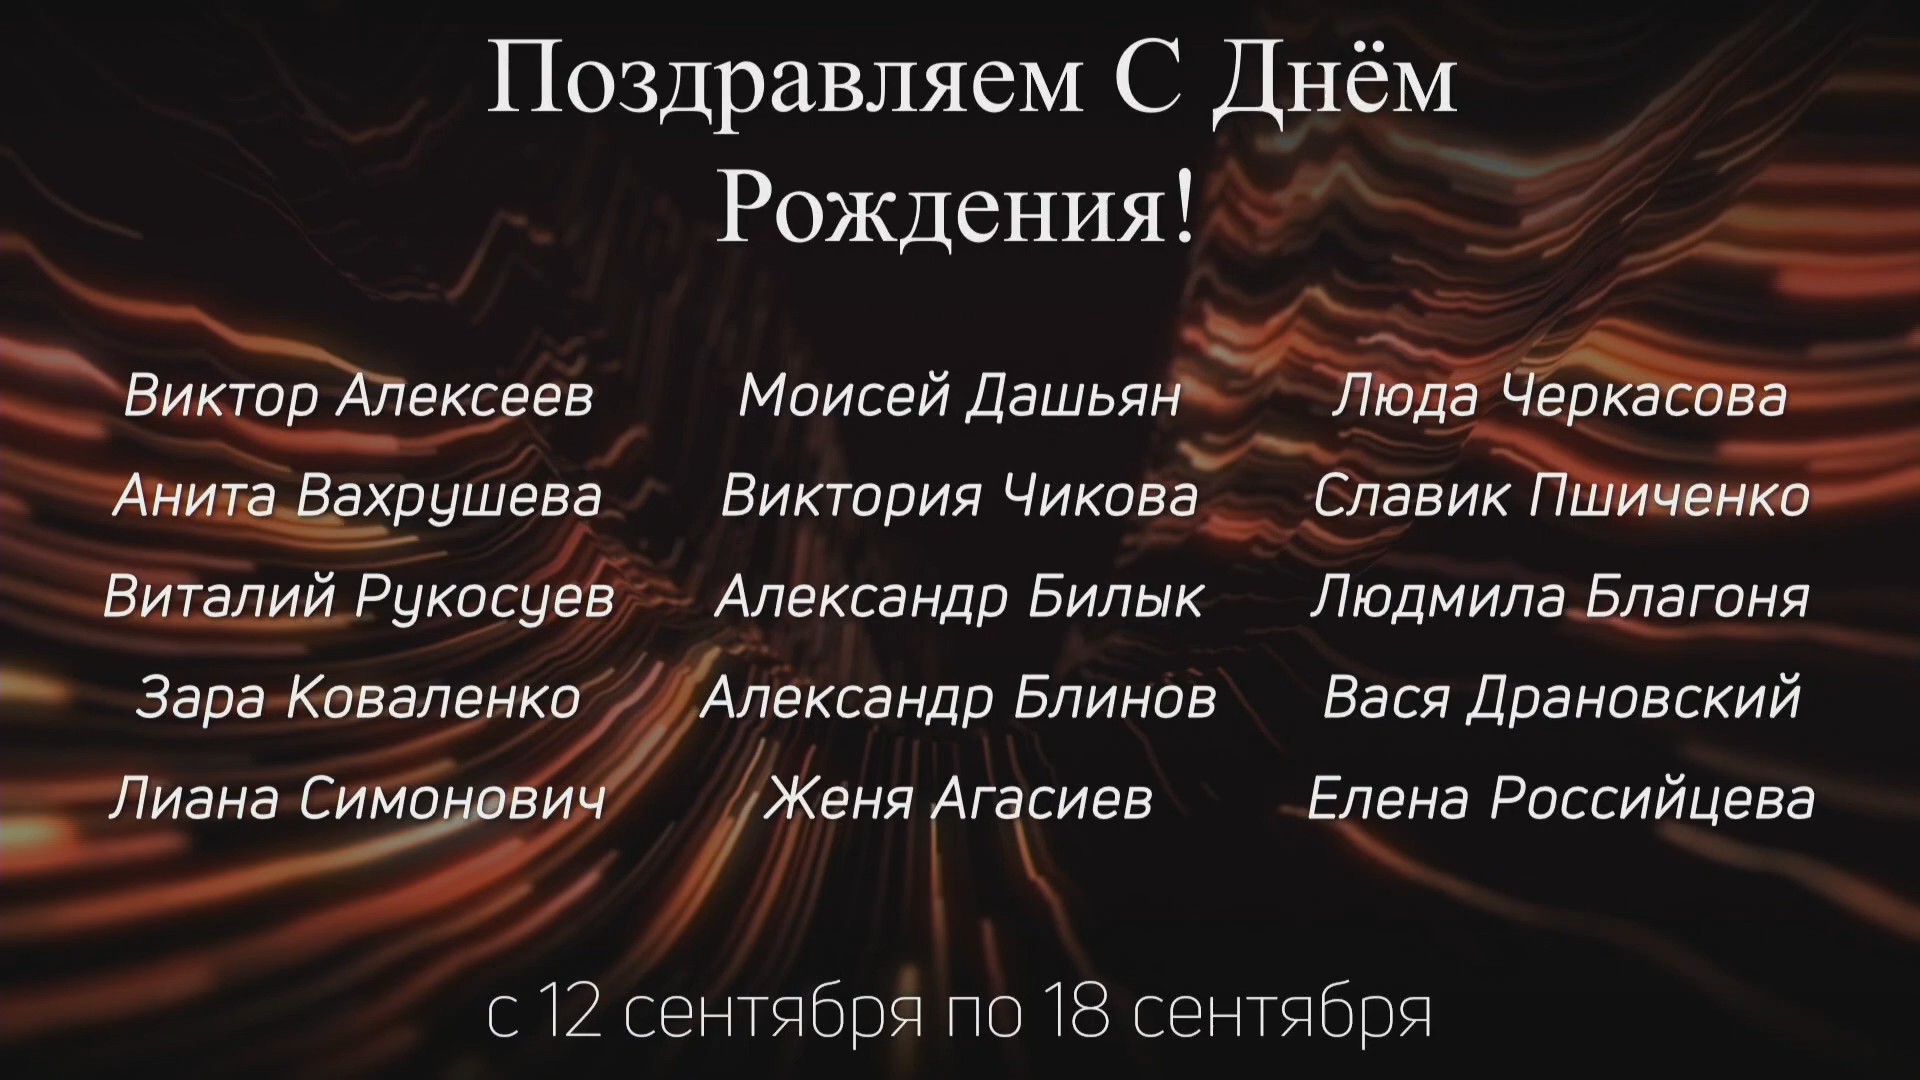 Поздравляем С Днём
Рождения!
Виктор Алексеев
Анита Вахрушева
Виталий Рукосуев
Зара Коваленко
Лиана Симонович
Моисей Дашьян
Виктория Чикова
Александр Билык
Александр Блинов
Женя Агасиев
Люда Черкасова
Славик Пшиченко
Людмила Благоня
Вася Драновский
Елена Российцева
с 12 сентября по 18 сентября